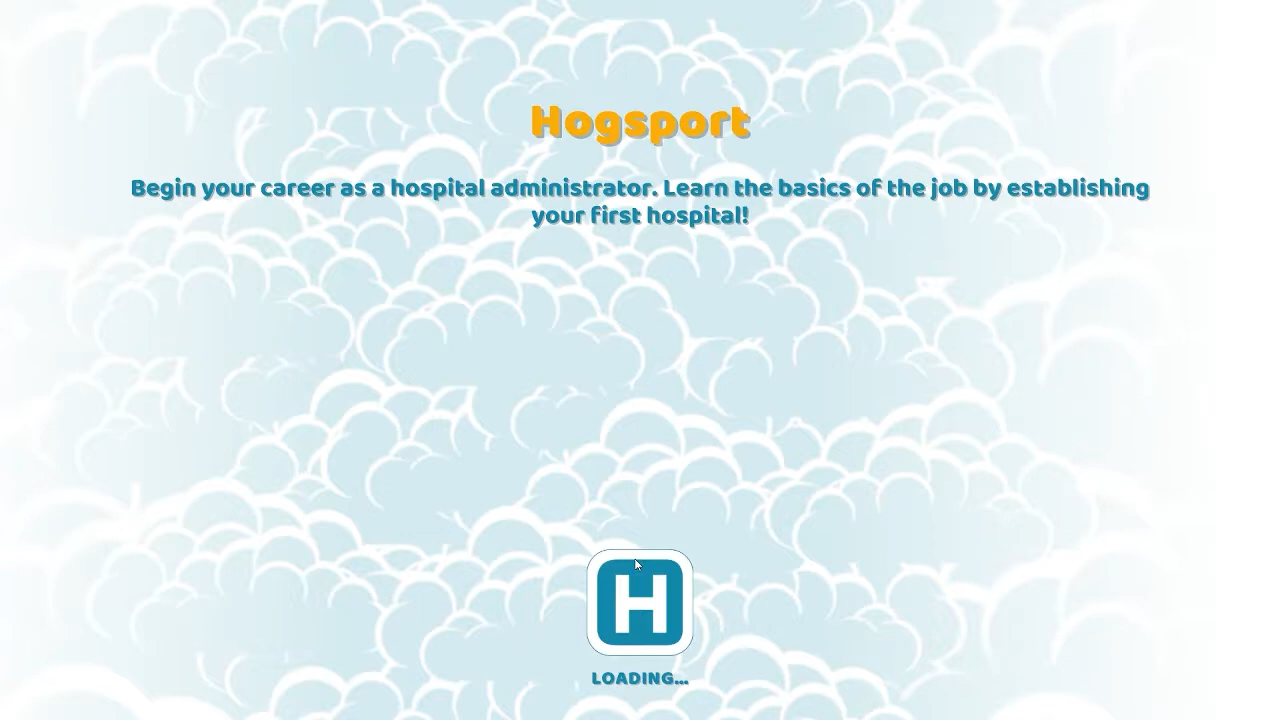 Hogsport
Begin your career as a hospital administrator. Learn the basics of the job by establishing
your first hospital!
H
LOADING...